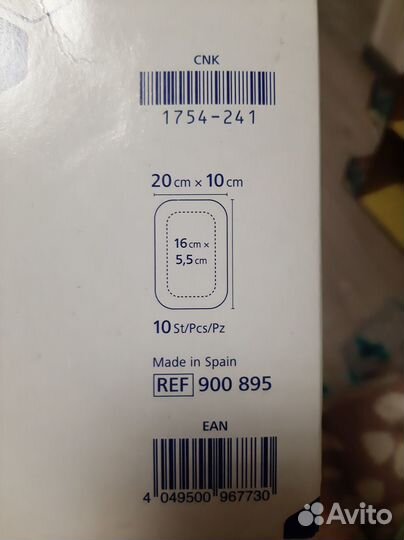 CNK
1754-241
20 cm × 10 cm
16 cm ×
5,5 cm
10 St/Pcs/Pz
Made in Spain
REF 900 895
EAN
4 049500 967730
Avito